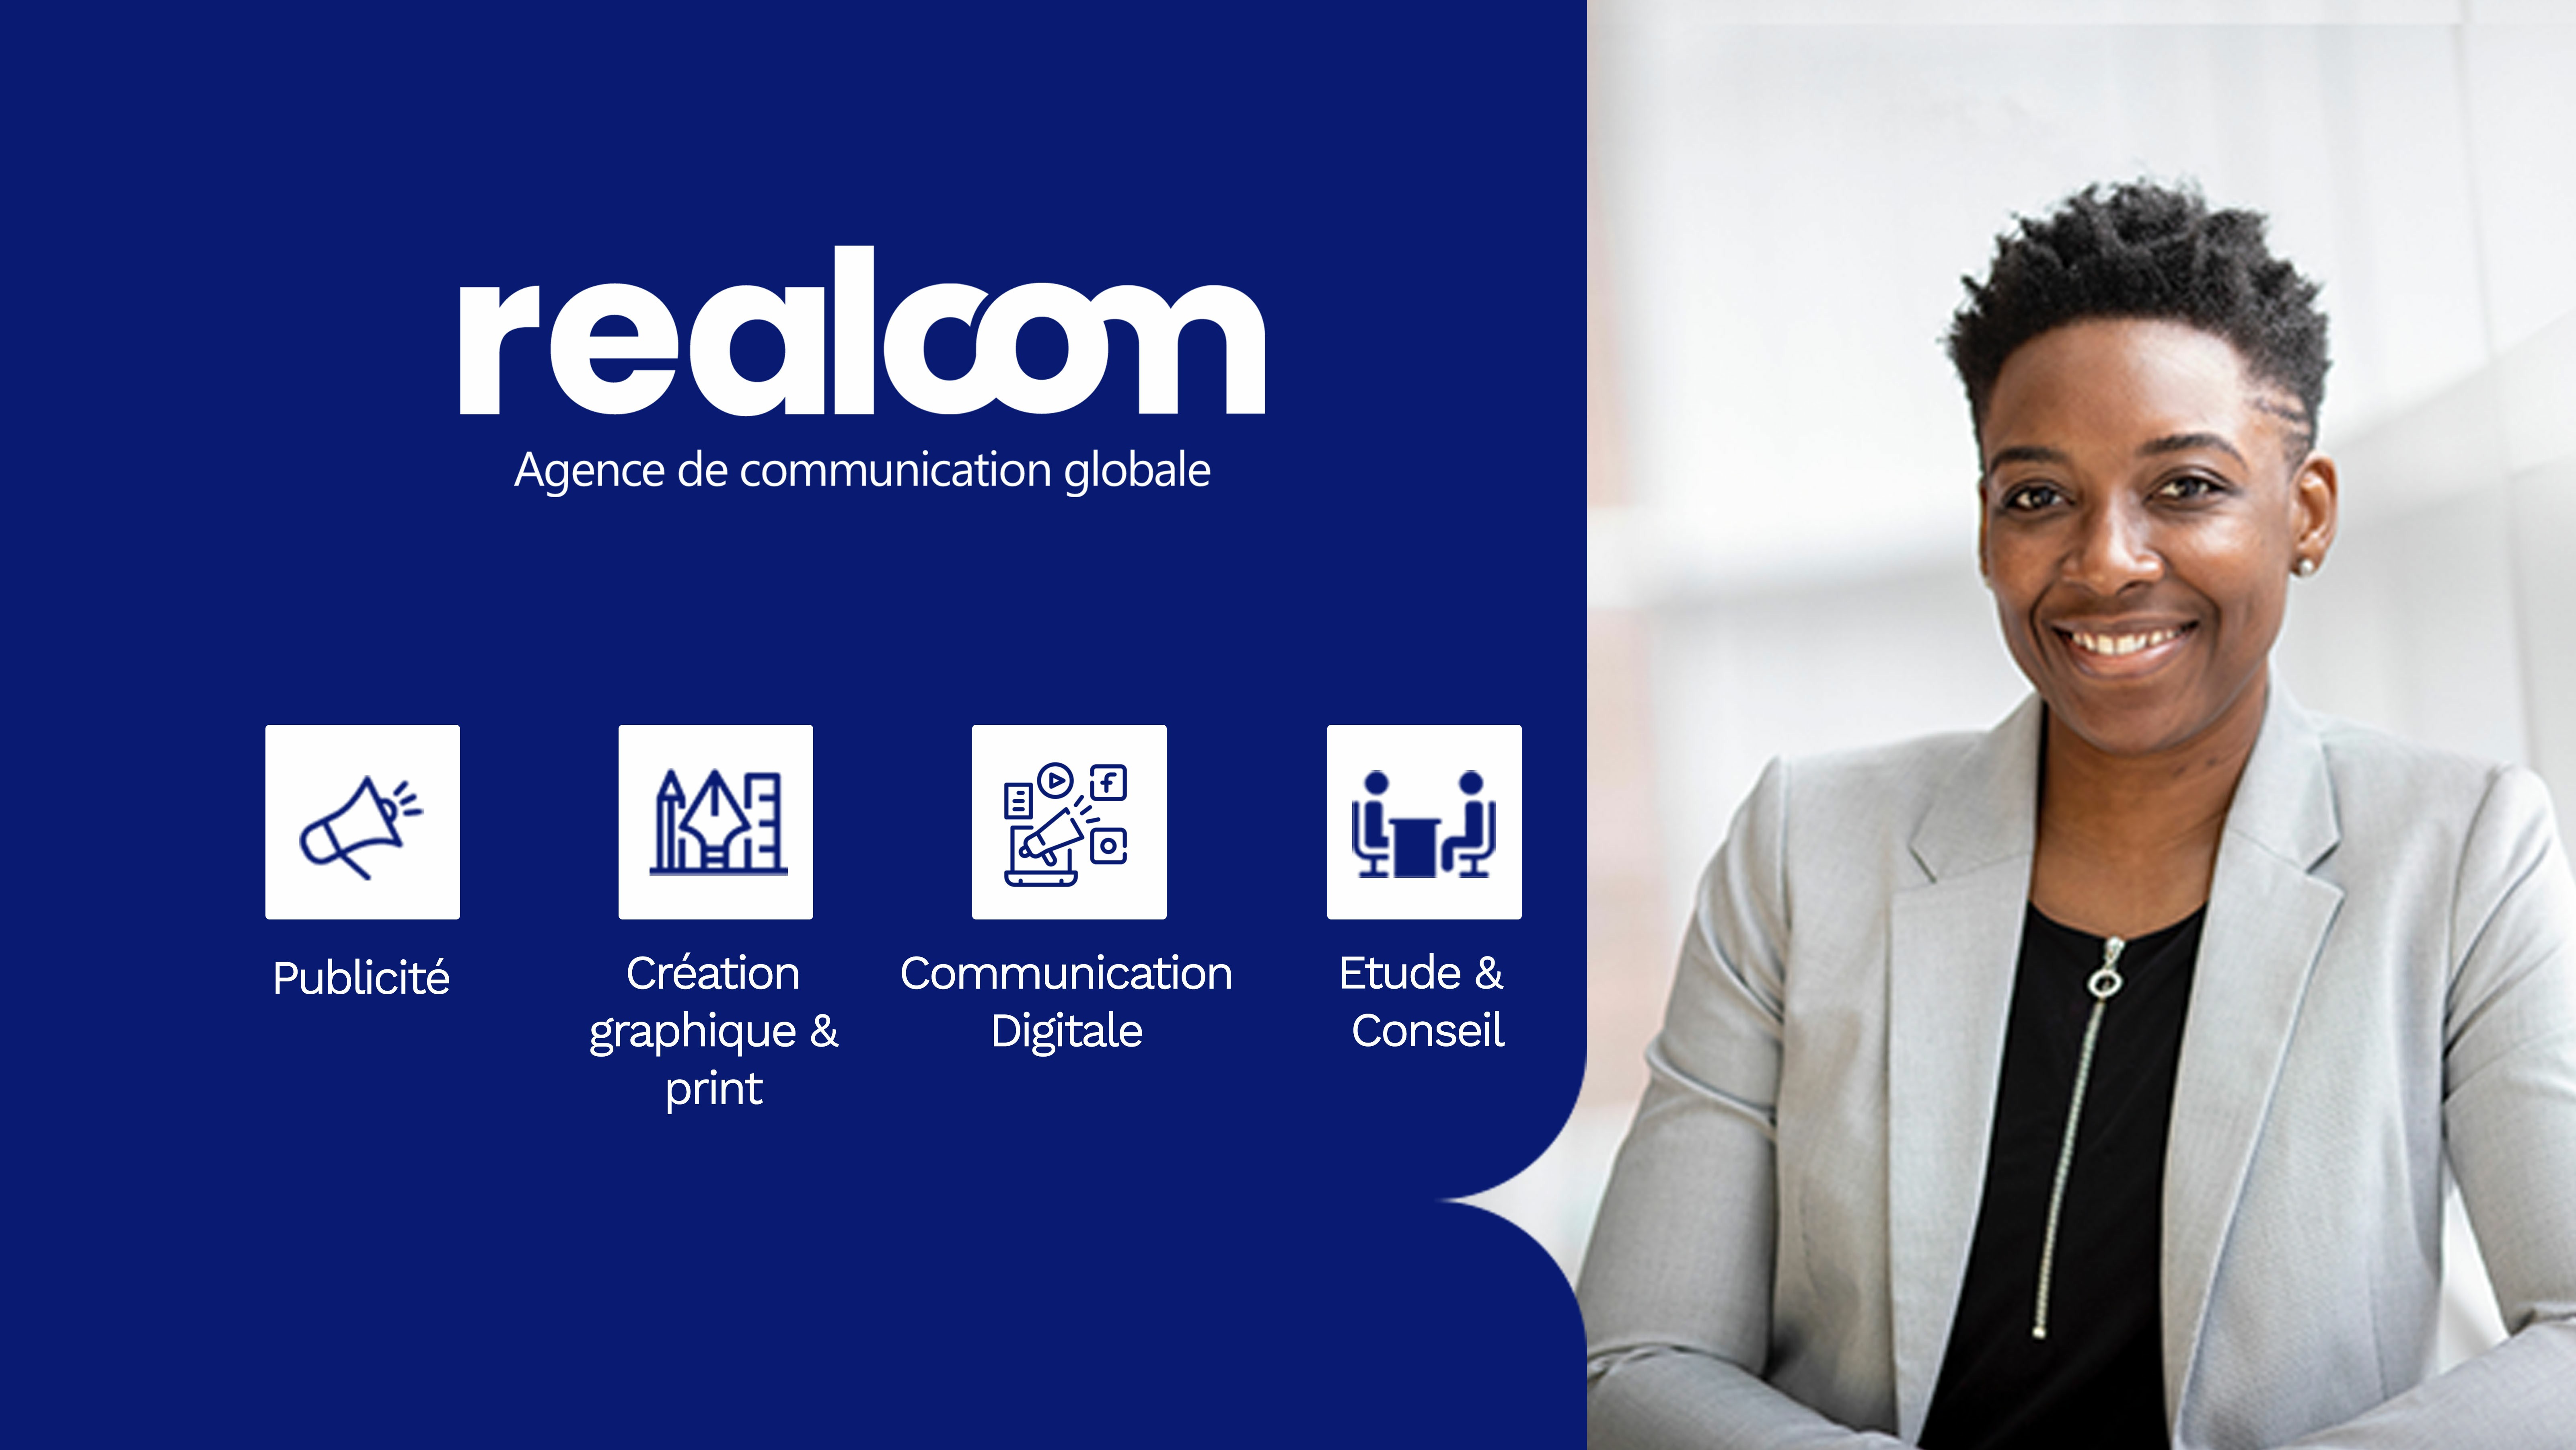 realcom
Agence de communication globale
Publicité
Création
graphique &
print
Communication
Digitale
Etude &
Conseil